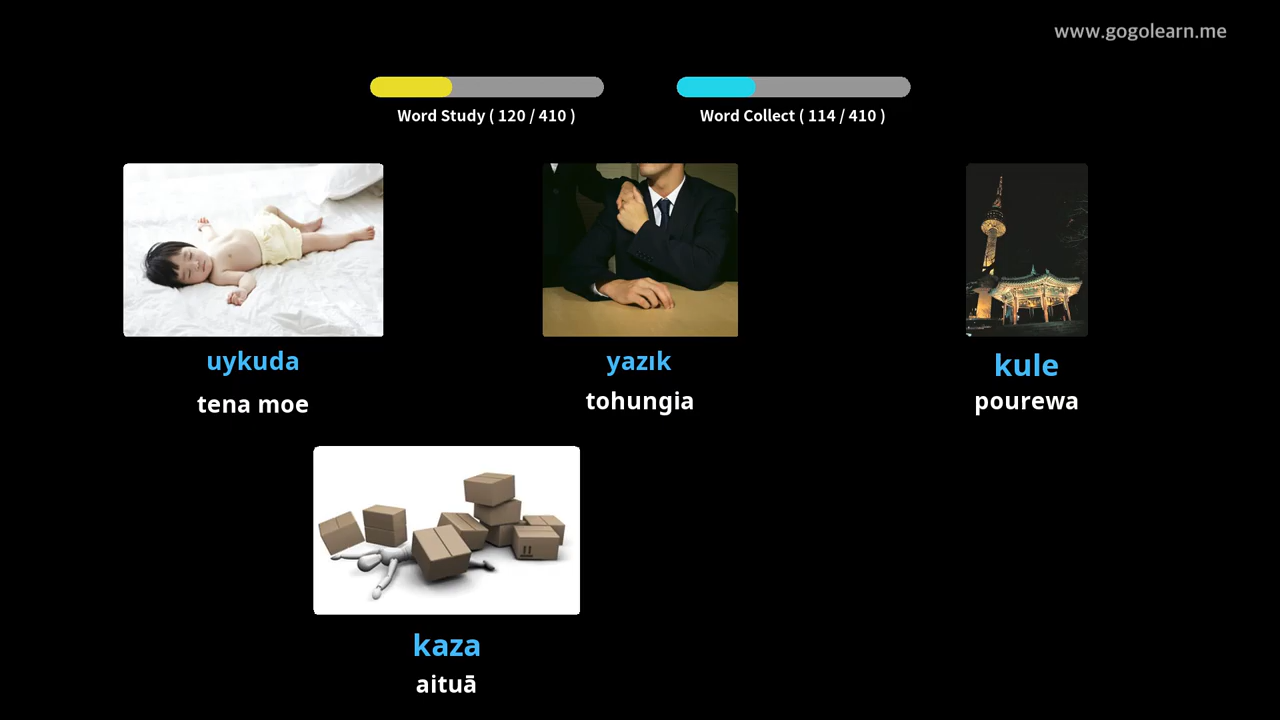 www.gogolearn.me
Word Study ( 120 / 410 )
Word Collect ( 114 / 410 )
uykuda
tena moe
yazık
tohungia
kule
pourewa
kaza
aituā